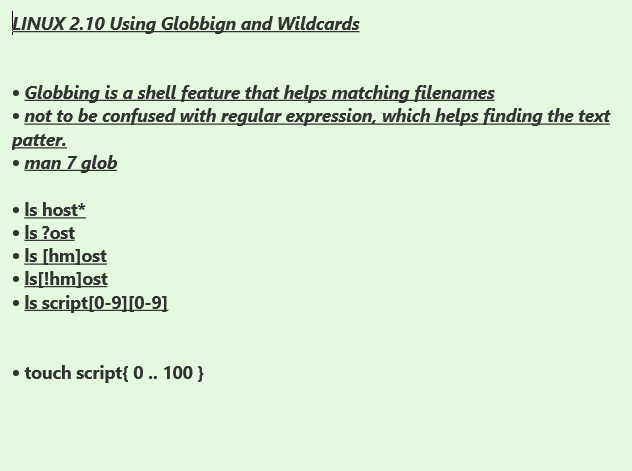 LINUX 2.10 Using Globbign and Wildcards
• Globbing is a shell feature that helps matching filenames
• not to be confused with regular expression, which helps finding the text
patter.
• man 7 glob
• ls host*
• ls ?ost
• ls [hm]ost
• ls[!hm]ost
• ls script[0-9][0-9]
• touch script{ 0 .. 100 }